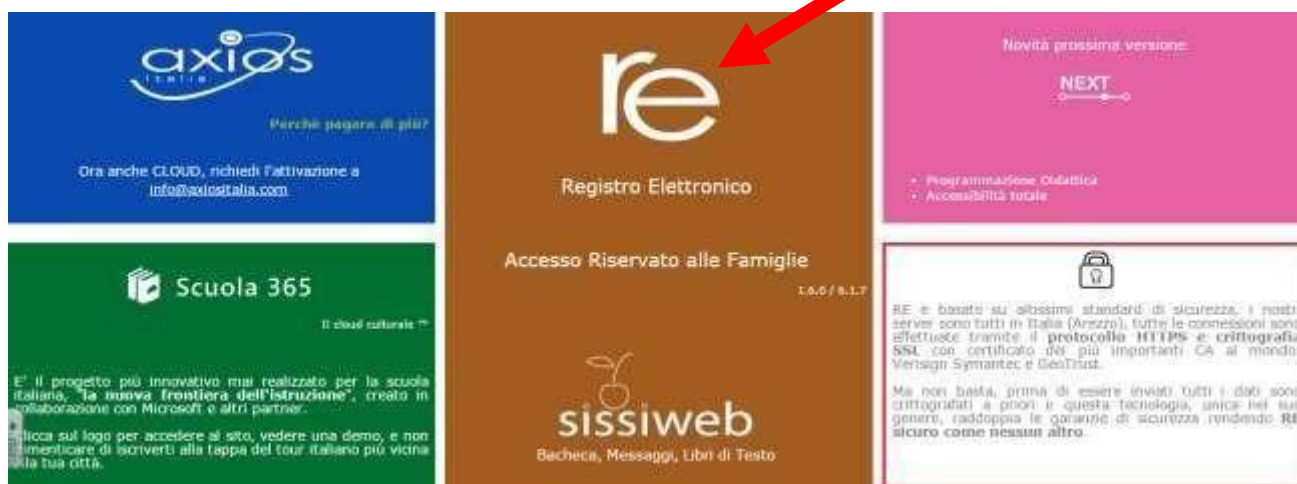 axios
italia
Perchè pagare di più?
Ora anche CLOUD, richiedi l'attivazione a
info@axiositalia.com
Scuola 365
Il cloud culturale ™
E' il progetto più innovativo mai realizzato per la scuola
italiana, "la nuova frontiera dell'istruzione", creato in
collaborazione con Microsoft e altri partner.
Clicca sul logo per accedere al sito, vedere una demo, e non
dimenticare di iscriverti alla tappa del tour italiano più vicina
alla tua città.
re
Registro Elettronico
Accesso Riservato alle Famiglie
1.6.0 / 6.1.7
sissiweb
Bacheca, Messaggi, Libri di Testo
Novità prossima versione
NEXT
• Programmazione Didattica
• Accessibilità totale
RE è basato su altissimi standard di sicurezza, i nostri
server sono tutti in Italia (Arezzo), tutte le connessioni sono
effettuate tramite il protocollo HTTPS e crittografia
SSL con certificato dei più importanti CA al mondo:
Verisign Symantec e GeoTrust.
Ma non basta, prima di essere inviati tutti i dati sono
crittografati a priori e questa tecnologia, unica nel suo
genere, raddoppia le garanzie di sicurezza rendendo RE
sicuro come nessun altro.